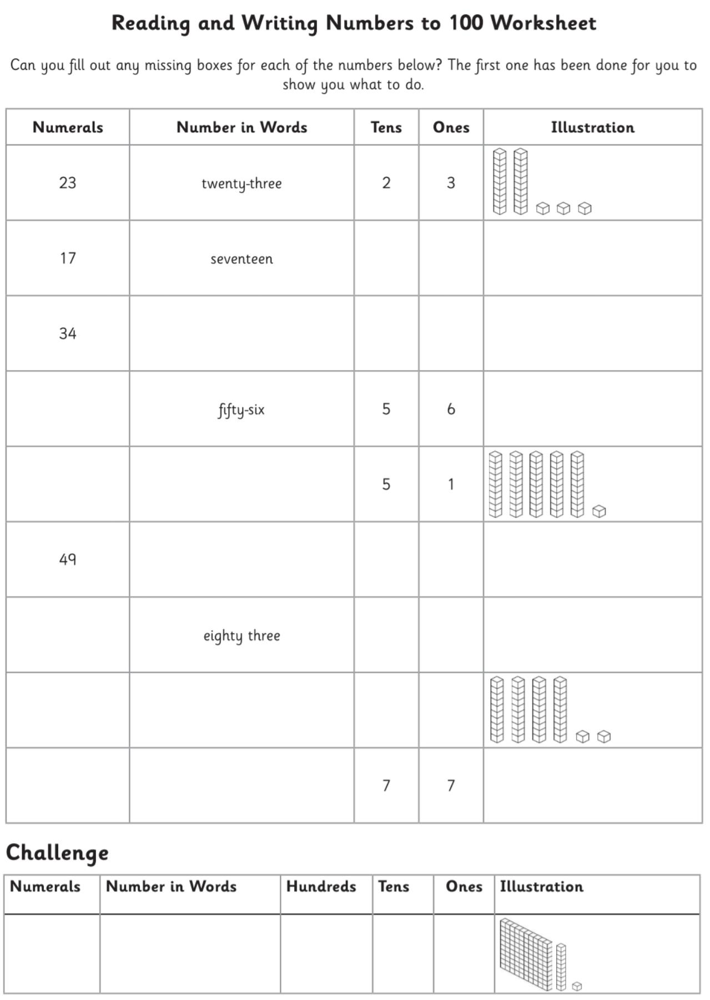 Reading and Writing Numbers to 100 Worksheet
Can you fill out any missing boxes for each of the numbers below? The first one has been done for you to
show you what to do.
Numerals Number in Words Tens Ones Illustration
23 twenty-three 2 3
17 seventeen
34
fifty-six 5 6
5 1
49
eighty three
7 7
Challenge
Numerals Number in Words Hundreds Tens Ones Illustration